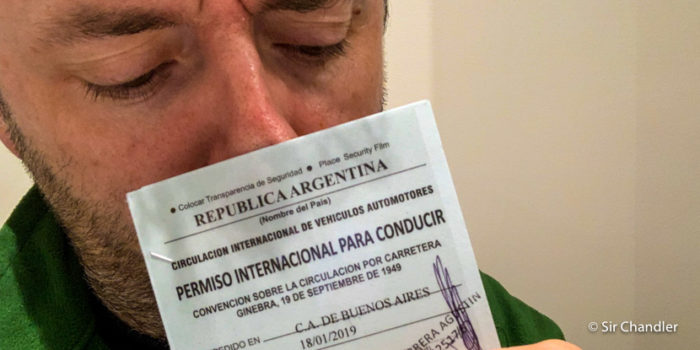 • Colocar Transparencia de Seguridad • Place Security Film
REPUBLICA ARGENTINA
(Nombre del País)
CIRCULACION INTERNACIONAL DE VEHICULOS AUTOMOTORES
PERMISO INTERNACIONAL PARA CONDUCIR
CONVENCION SOBRE LA CIRCULACION POR CARRETERA
GINEBRA, 19 DE SEPTIEMBRE DE 1949
PEDIDO EN C.A. DE BUENOS AIRES
18/01/2019
© Sir Chandler